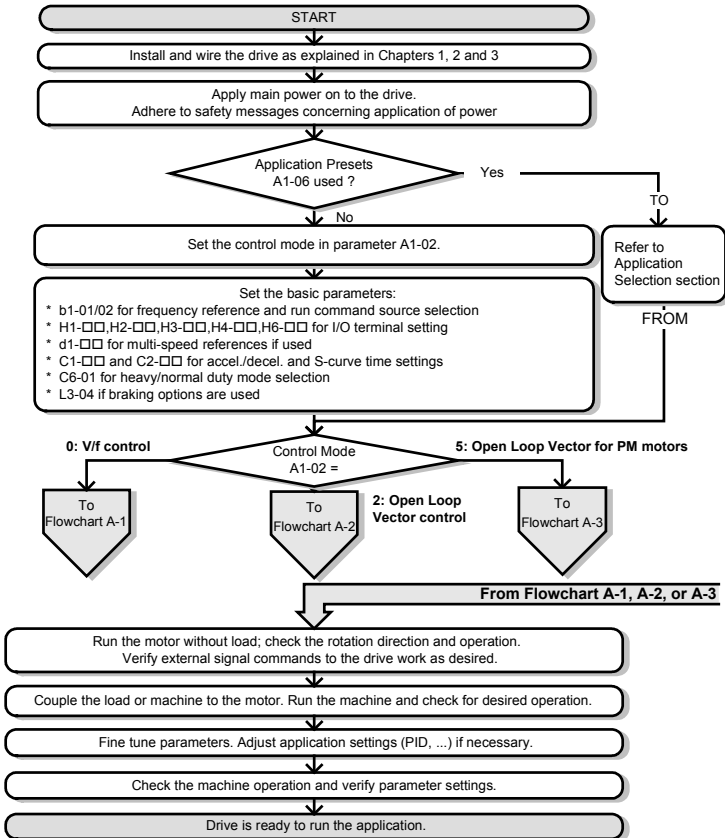 START
Install and wire the drive as explained in Chapters 1, 2 and 3
Apply main power on to the drive.
Adhere to safety messages concerning application of power
Application Presets
A1-06 used ?
Yes
No
TO
Set the control mode in parameter A1-02.
Refer to
Application
Selection section
FROM
Set the basic parameters:
* b1-01/02 for frequency reference and run command source selection
* H1-□□,H2-□□,H3-□□,H4-□□,H6-□□ for I/O terminal setting
* d1-□□ for multi-speed references if used
* C1-□□ and C2-□□ for accel./decel. and S-curve time settings
* C6-01 for heavy/normal duty mode selection
* L3-04 if braking options are used
0: V/f control
Control Mode
A1-02 =
5: Open Loop Vector for PM motors
To
Flowchart A-1
To
Flowchart A-2
2: Open Loop
Vector control
To
Flowchart A-3
From Flowchart A-1, A-2, or A-3
Run the motor without load; check the rotation direction and operation.
Verify external signal commands to the drive work as desired.
Couple the load or machine to the motor. Run the machine and check for desired operation.
Fine tune parameters. Adjust application settings (PID, ...) if necessary.
Check the machine operation and verify parameter settings.
Drive is ready to run the application.